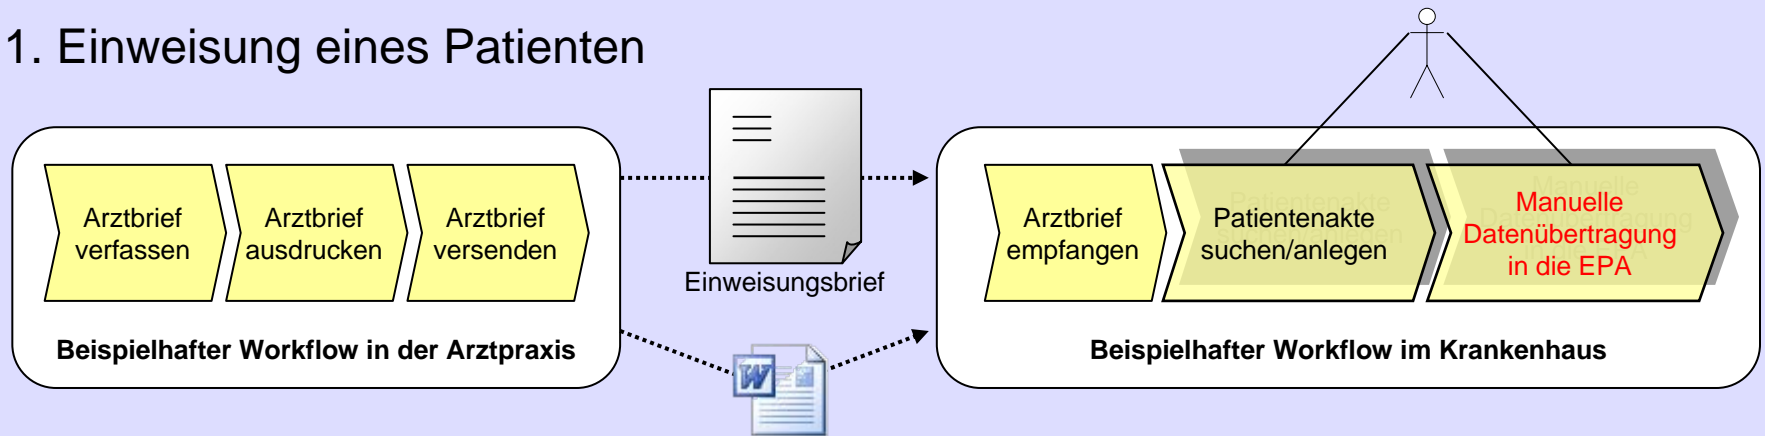 1. Einweisung eines Patienten
Arztbrief
verfassen
Arztbrief
ausdrucken
Arztbrief
versenden
Beispielhafter Workflow in der Arztpraxis
Einweisungsbrief
W
Arztbrief
empfangen
Patientenakte
suchen/anlegen
Manuelle
Datenübertragung
in die EPA
Beispielhafter Workflow im Krankenhaus